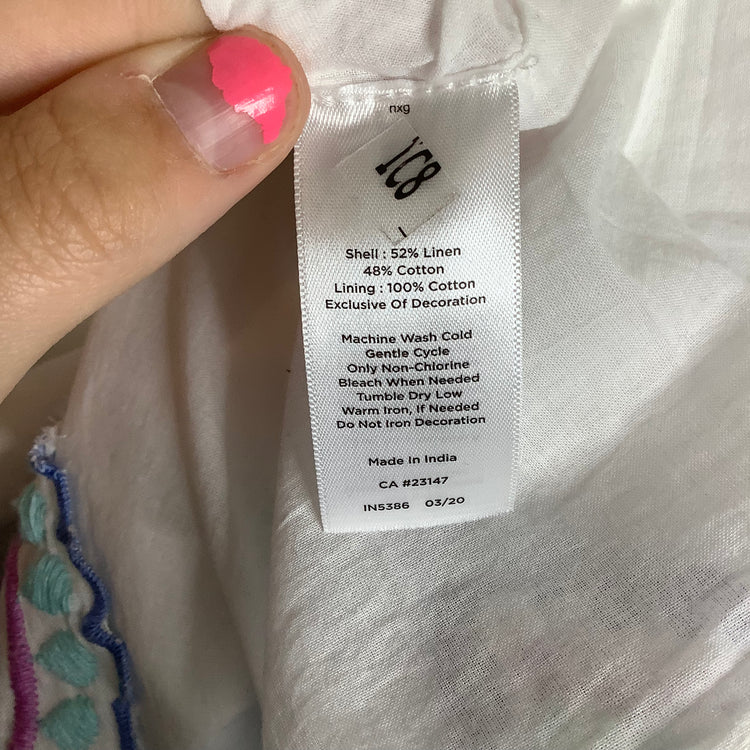 nxg
1C8
Shell : 52% Linen
48% Cotton
Lining : 100% Cotton
Exclusive Of Decoration
Machine Wash Cold
Gentle Cycle
Only Non-Chlorine
Bleach When Needed
Tumble Dry Low
Warm Iron, If Needed
Do Not Iron Decoration
Made In India
CA #23147
IN5386 03/20